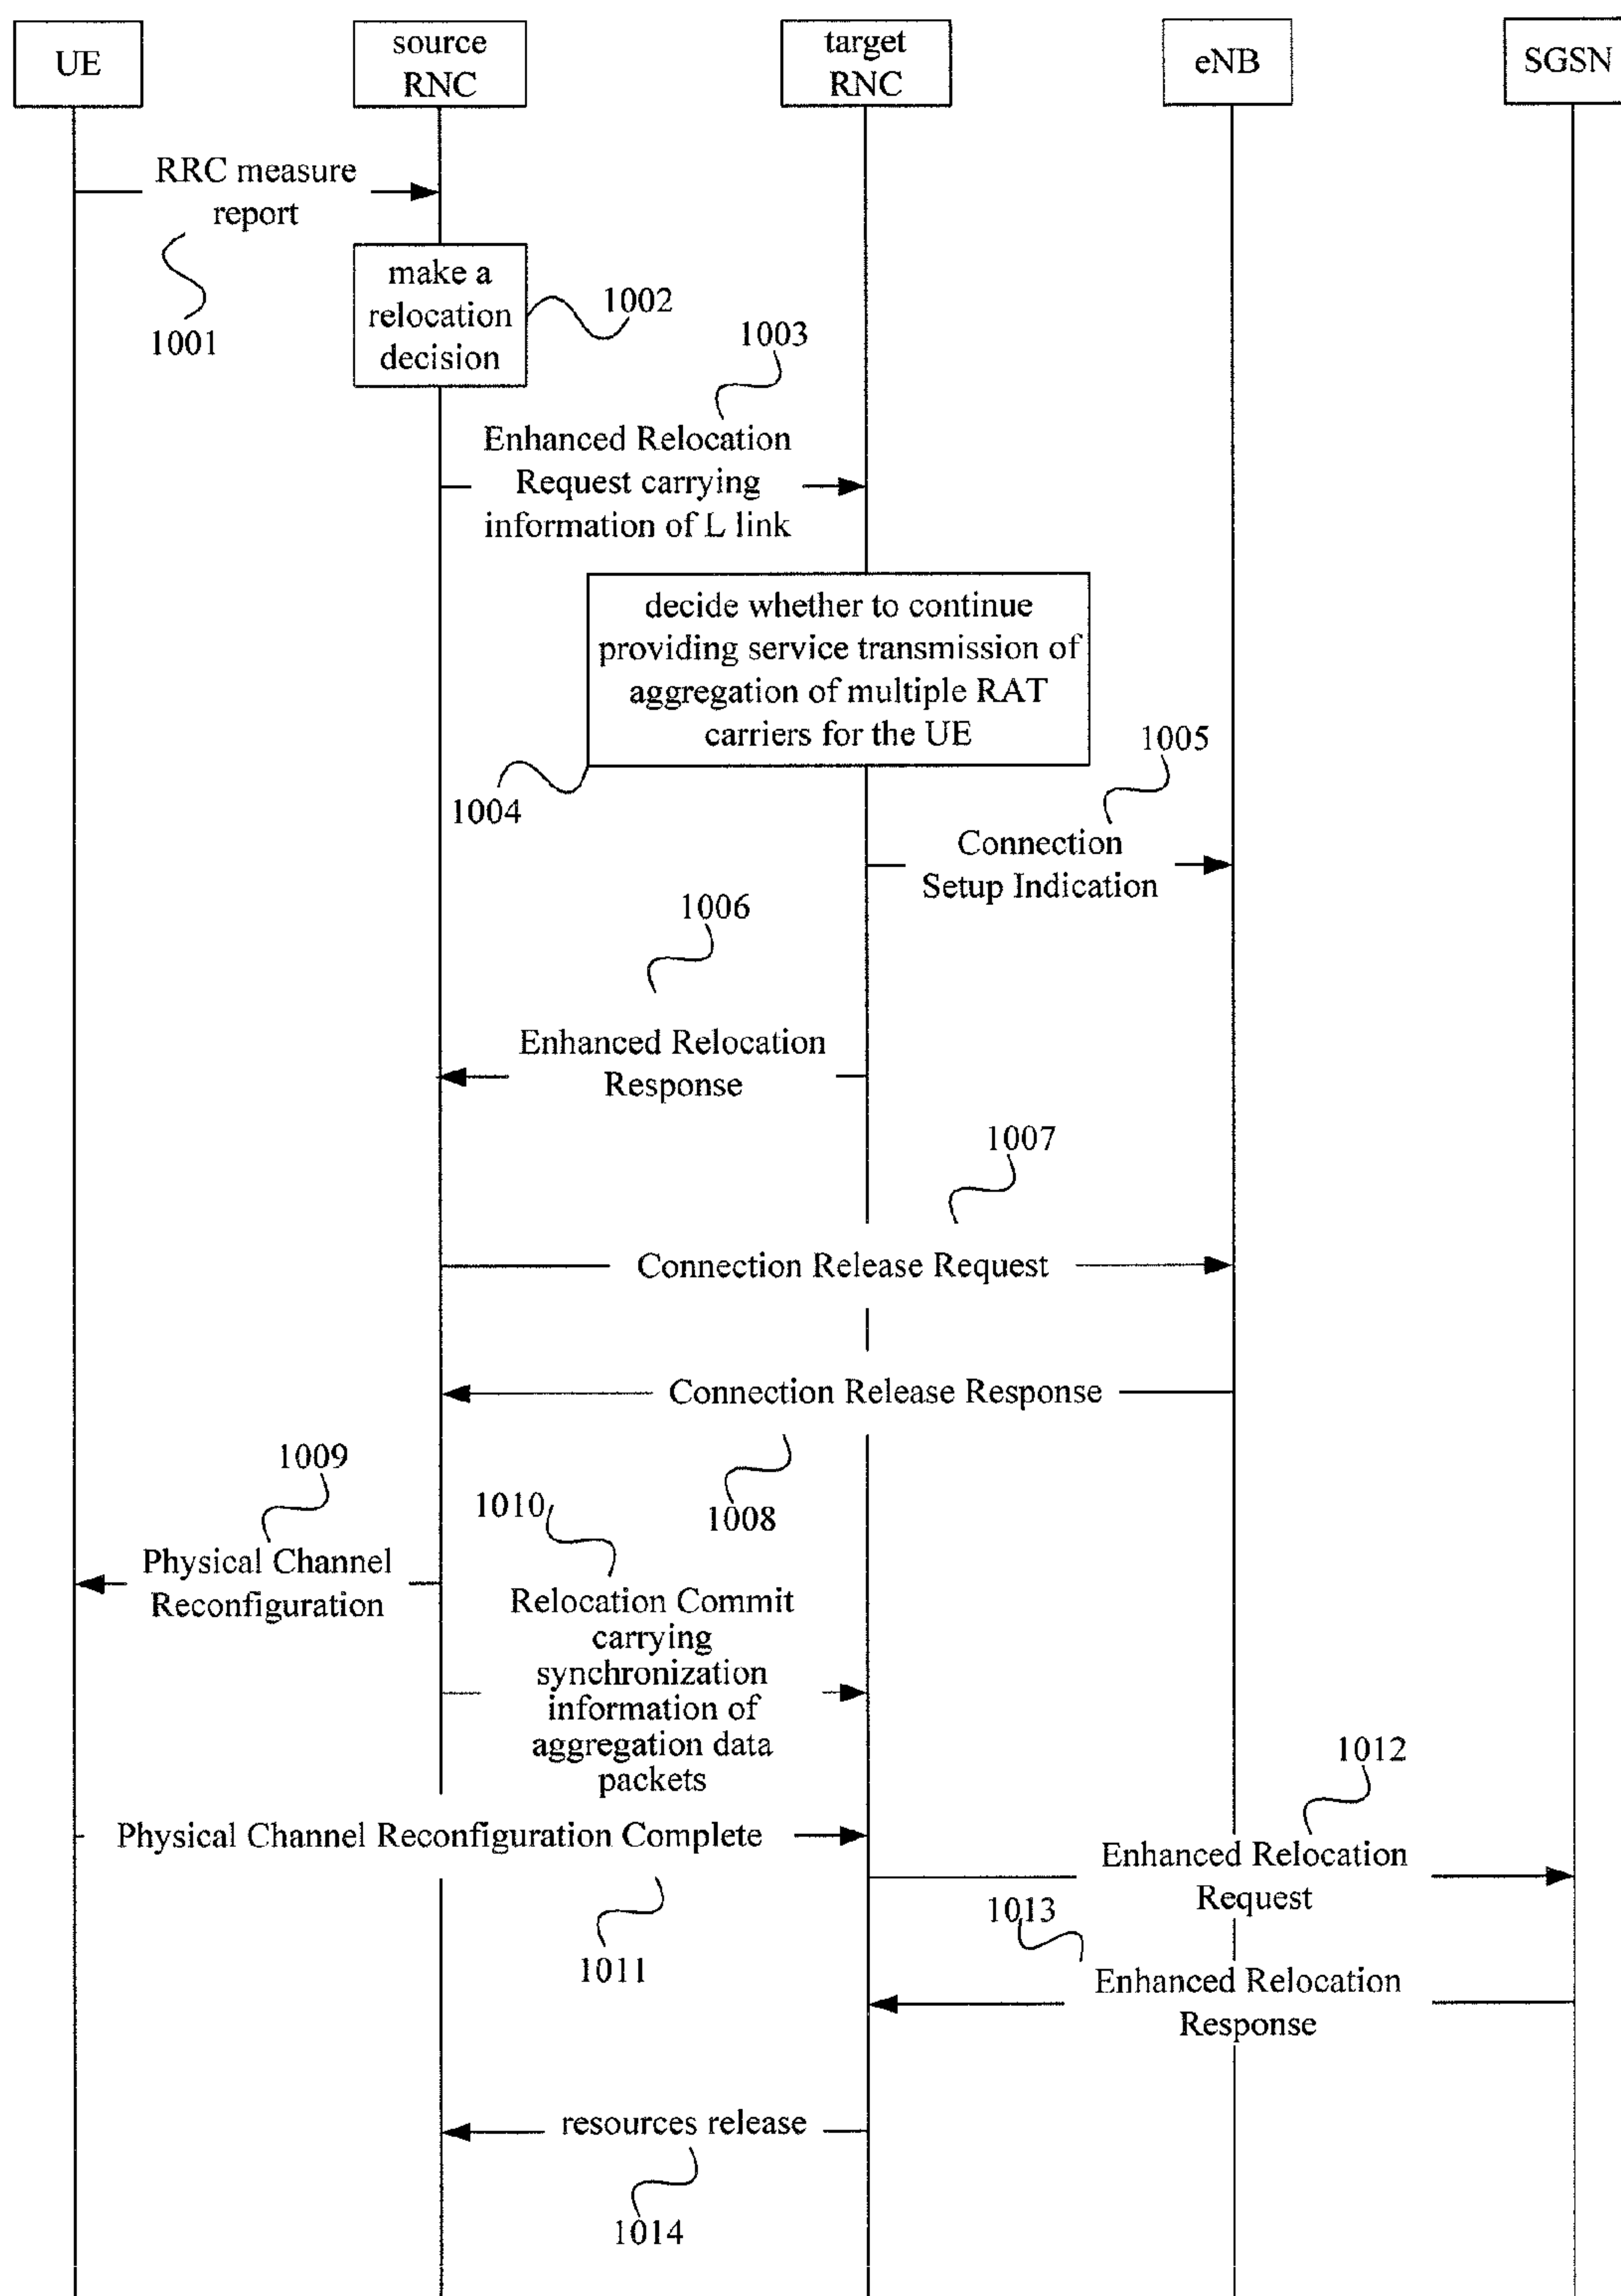 UE
source
RNC
target
RNC
eNB
SGSN
RRC measure
report
1001
make a
relocation
decision
1002
1003
Enhanced Relocation
Request carrying
information of L link
decide whether to continue
providing service transmission of
aggregation of multiple RAT
carriers for the UE
1004
1005
Connection
Setup Indication
1006
Enhanced Relocation
Response
1007
Connection Release Request
Connection Release Response
1008
1009
Physical Channel
Reconfiguration
1010
Relocation Commit
carrying
synchronization
information of
aggregation data
packets
Physical Channel Reconfiguration Complete
1011
1012
Enhanced Relocation
Request
1013
Enhanced Relocation
Response
resources release
1014